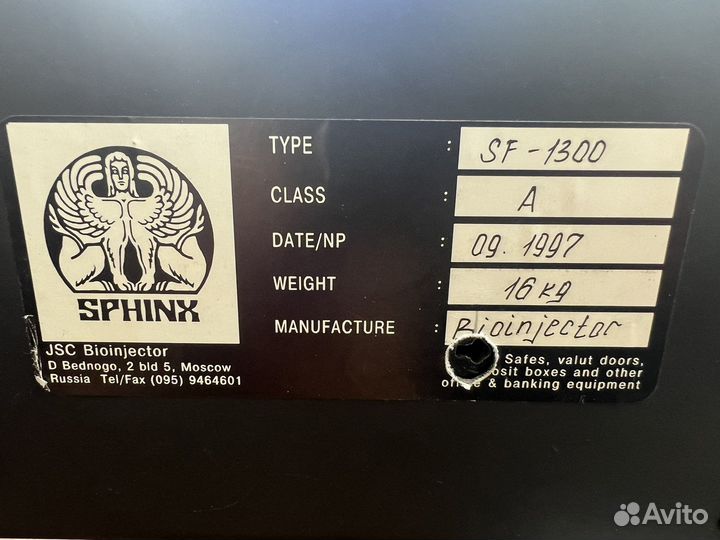 TYPE : SF-1300
CLASS : A
DATE/NP : 09.1997
WEIGHT : 16 kg
MANUFACTURE : Bioinjector
SPHINX
JSC Bioinjector
D Bednogo, 2 bld 5, Moscow
Russia Tel/Fax (095) 9464601
Safes, valut doors,
boxes and other
& banking equipment
Avito